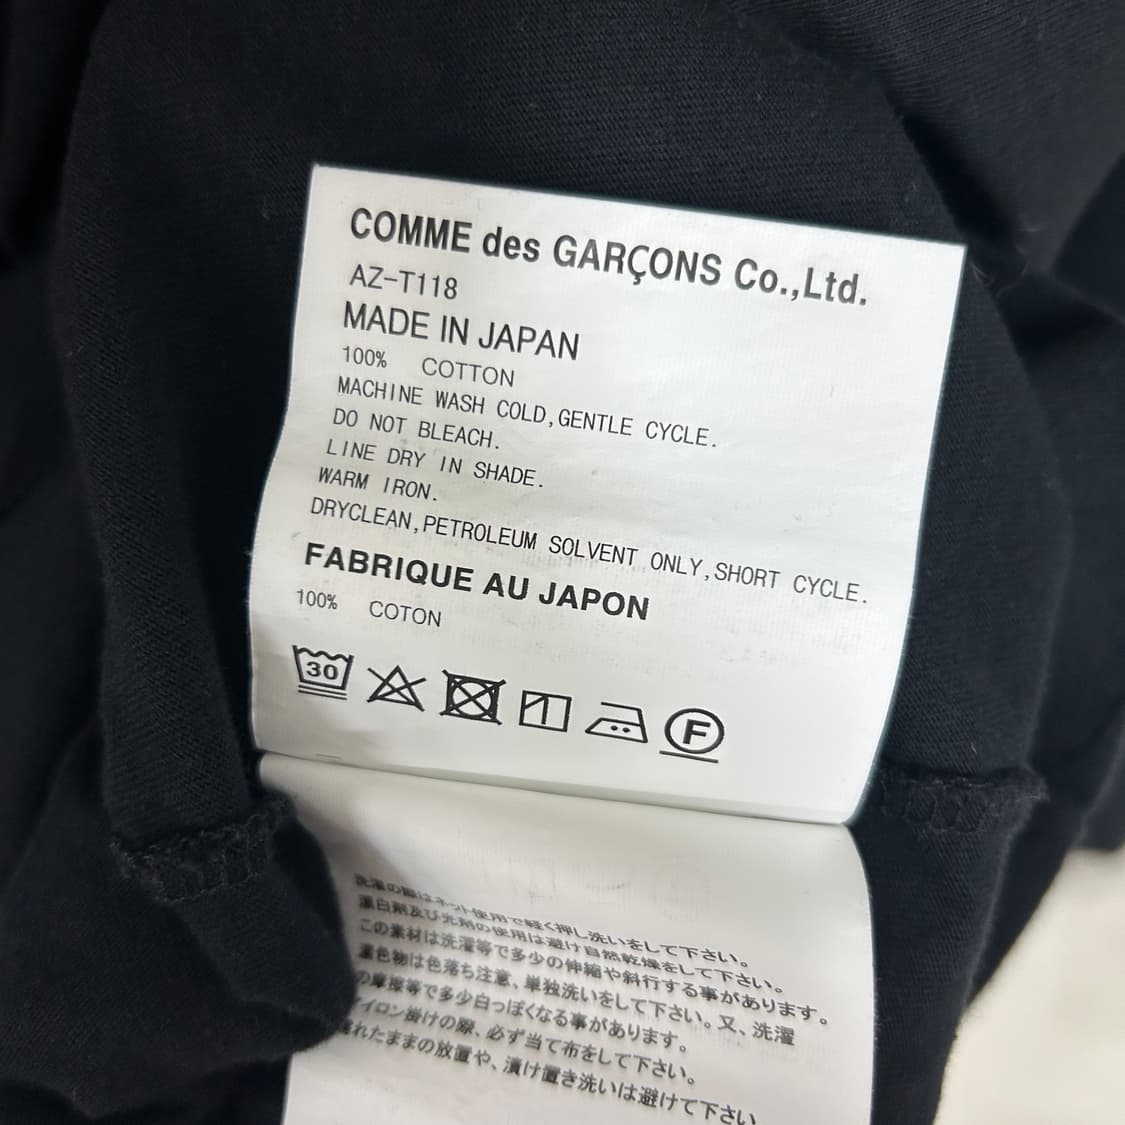 COMME des GARÇONS Co.,Ltd.
AZ-T118
MADE IN JAPAN
100% COTTON
MACHINE WASH COLD,GENTLE CYCLE.
DO NOT BLEACH.
LINE DRY IN SHADE.
WARM IRON.
DRYCLEAN,PETROLEUM SOLVENT ONLY,SHORT CYCLE.
FABRIQUE AU JAPON
100% COTON
30
F
洗濯の際はネット使用で軽く押し洗いをして下さい。
蛋白剤及び光剤の使用は避け自然乾燥をして下さい。
この素材は洗濯等で多少の伸縮や斜行する事があります。
濃色物は色落ち注意、単独洗いをして下さい。又、洗濯
の摩擦等で多少白っぽくなる事があります。
アイロン掛けの際、必ず当て布をして下さい。
濡れたままの放置や、漬け置き洗いは避けて下さい